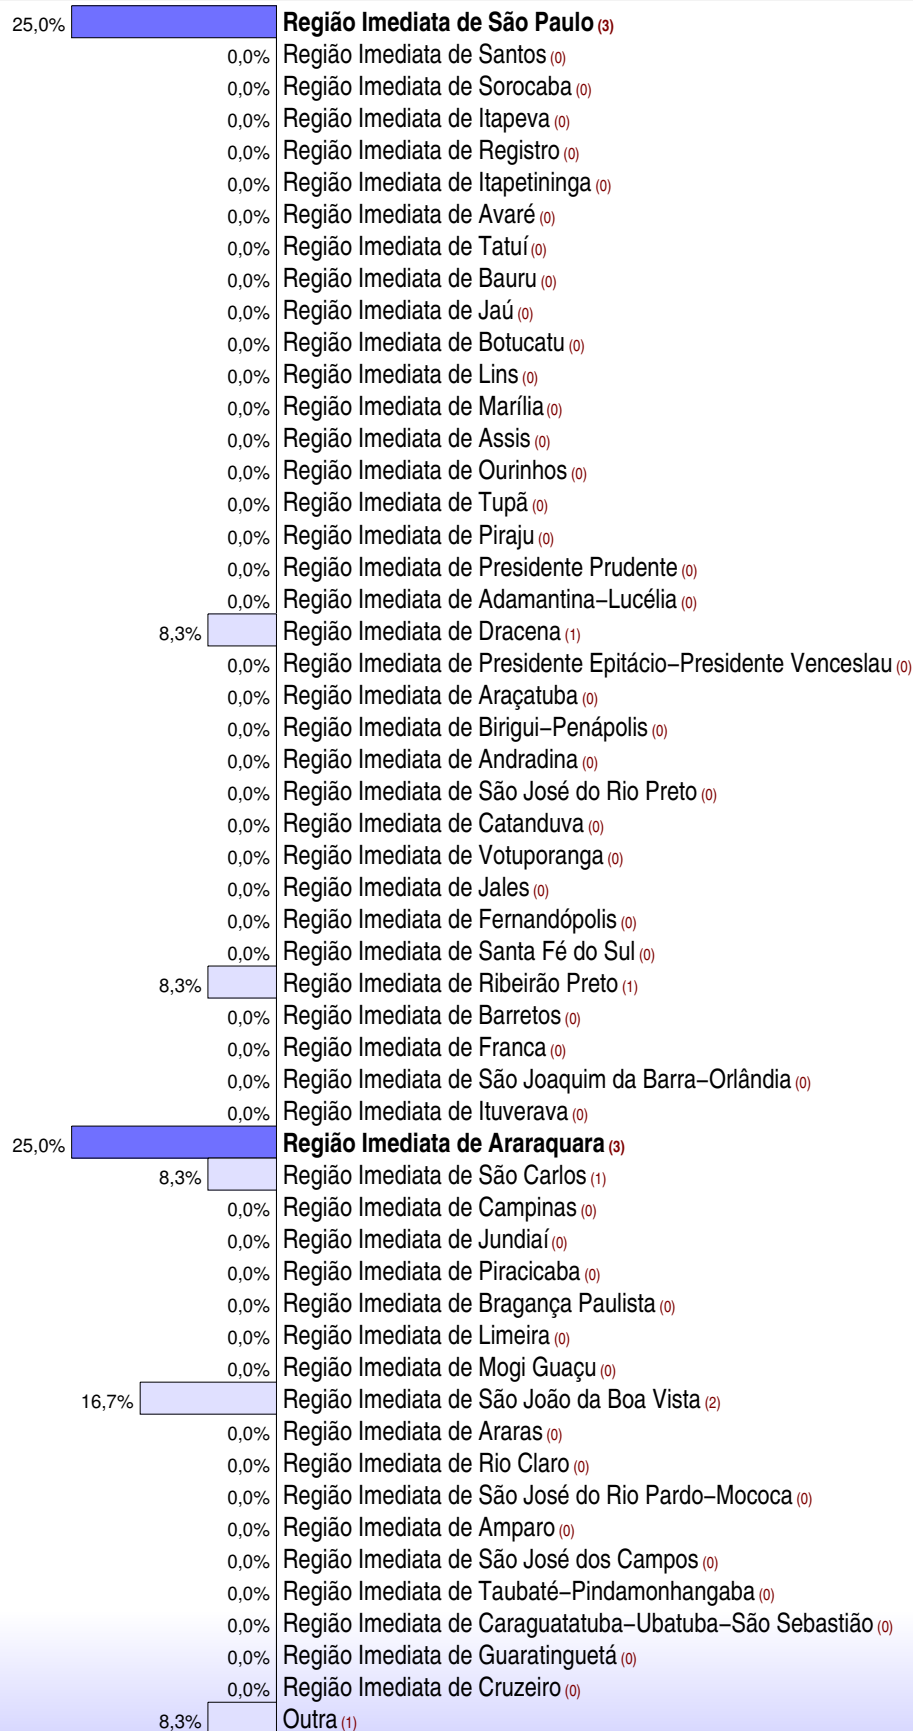 25,0% Região Imediata de São Paulo (3)
0,0% Região Imediata de Santos (0)
0,0% Região Imediata de Sorocaba (0)
0,0% Região Imediata de Itapeva (0)
0,0% Região Imediata de Registro (0)
0,0% Região Imediata de Itapetininga (0)
0,0% Região Imediata de Avaré (0)
0,0% Região Imediata de Tatuí (0)
0,0% Região Imediata de Bauru (0)
0,0% Região Imediata de Jaú (0)
0,0% Região Imediata de Botucatu (0)
0,0% Região Imediata de Lins (0)
0,0% Região Imediata de Marília (0)
0,0% Região Imediata de Assis (0)
0,0% Região Imediata de Ourinhos (0)
0,0% Região Imediata de Tupã (0)
0,0% Região Imediata de Piraju (0)
0,0% Região Imediata de Presidente Prudente (0)
0,0% Região Imediata de Adamantina−Lucélia (0)
8,3% Região Imediata de Dracena (1)
0,0% Região Imediata de Presidente Epitácio−Presidente Venceslau (0)
0,0% Região Imediata de Araçatuba (0)
0,0% Região Imediata de Birigui−Penápolis (0)
0,0% Região Imediata de Andradina (0)
0,0% Região Imediata de São José do Rio Preto (0)
0,0% Região Imediata de Catanduva (0)
0,0% Região Imediata de Votuporanga (0)
0,0% Região Imediata de Jales (0)
0,0% Região Imediata de Fernandópolis (0)
0,0% Região Imediata de Santa Fé do Sul (0)
8,3% Região Imediata de Ribeirão Preto (1)
0,0% Região Imediata de Barretos (0)
0,0% Região Imediata de Franca (0)
0,0% Região Imediata de São Joaquim da Barra−Orlândia (0)
0,0% Região Imediata de Ituverava (0)
25,0% Região Imediata de Araraquara (3)
8,3% Região Imediata de São Carlos (1)
0,0% Região Imediata de Campinas (0)
0,0% Região Imediata de Jundiaí (0)
0,0% Região Imediata de Piracicaba (0)
0,0% Região Imediata de Bragança Paulista (0)
0,0% Região Imediata de Limeira (0)
0,0% Região Imediata de Mogi Guaçu (0)
16,7% Região Imediata de São João da Boa Vista (2)
0,0% Região Imediata de Araras (0)
0,0% Região Imediata de Rio Claro (0)
0,0% Região Imediata de São José do Rio Pardo−Mococa (0)
0,0% Região Imediata de Amparo (0)
0,0% Região Imediata de São José dos Campos (0)
0,0% Região Imediata de Taubaté−Pindamonhangaba (0)
0,0% Região Imediata de Caraguatatuba−Ubatuba−São Sebastião (0)
0,0% Região Imediata de Guaratinguetá (0)
0,0% Região Imediata de Cruzeiro (0)
8,3% Outra (1)